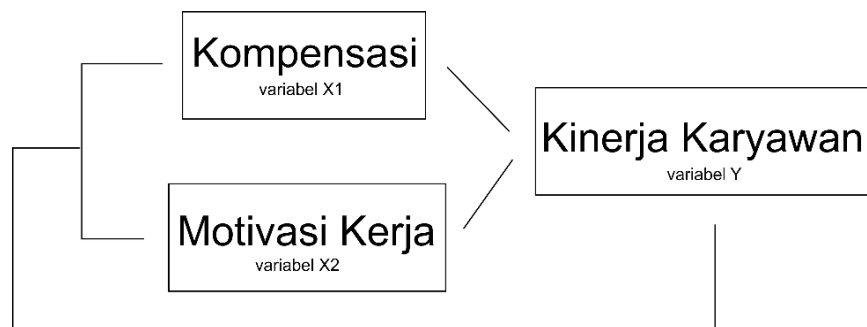 Kompensasi
variabel X1
Kinerja Karyawan
variabel Y
Motivasi Kerja
variabel X2